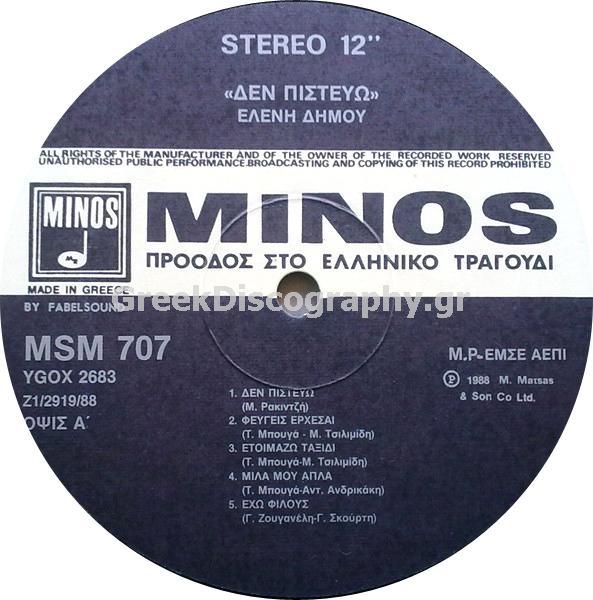 STEREO 12"
«ΔΕΝ ΠΙΣΤΕΥΩ»
ΕΛΕΝΗ ΔΗΜΟΥ
ALL RIGHTS OF THE MANUFACTURER AND OF THE OWNER OF THE RECORDED WORK RESERVED
UNAUTHORISED PUBLIC PERFORMANCE.BROADCASTING AND COPYING OF THIS RECORD PROHIBITED
MINOS
MINOS
ΠΡΟΟΔΟΣ ΣΤΟ ΕΛΛΗΝΙΚΟ ΤΡΑΓΟΥΔΙ
MADE IN GREECE
BY FABELSOUND
GreekDiscography.gr
MSM 707
YGOX 2683
Z1/2919/88
ΟΨΙΣ Α΄
M.P-ΕΜΣΕ ΑΕΠΙ
Ⓟ 1988 M. Matsas
& Son Co Ltd.
1. ΔΕΝ ΠΙΣΤΕΥΩ
(Μ. Ρακιντζή)
2. ΦΕΥΓΕΙΣ ΕΡΧΕΣΑΙ
(Τ. Μπουγά - Μ. Τσιλιμίδη)
3. ΕΤΟΙΜΑΖΩ ΤΑΞΙΔΙ
(Τ. Μπουγά-Μ. Τσιλιμίδη)
4. ΜΙΛΑ ΜΟΥ ΑΠΛΑ
(Τ. Μπουγά-Αντ. Ανδρικάκη)
5. ΕΧΩ ΦΙΛΟΥΣ
(Γ. Ζουγανέλη-Γ. Σκούρτη)